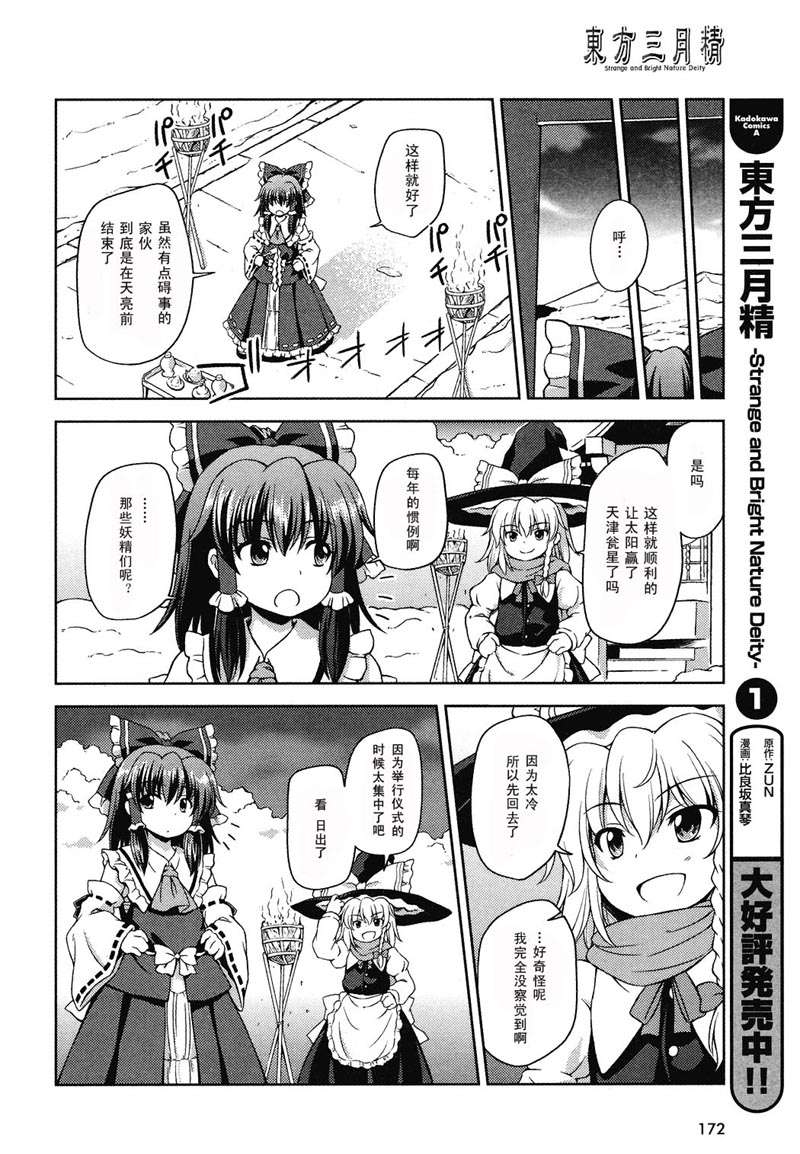 東方三月精
Strange and Bright Nature Deity
呼…
这样就好了
虽然有点碍事的
家伙
到底是在天亮前
结束了
パチ
パチ
パチ
パチ
オオオ
是吗
这样就顺利的
让太阳赢了
天津瓮星了吗
每年的惯例啊
……
那些妖精们呢？
因为太冷
所以先回去了
…好奇怪呢
我完全没察觉到啊
因为举行仪式的
时候太集中了吧
看 日出了
Kadokawa
Comics
A
東方三月精
-Strange and Bright Nature Deity-
1
原作：ZUN
漫画：比良坂真琴
大好評発売中!!
172